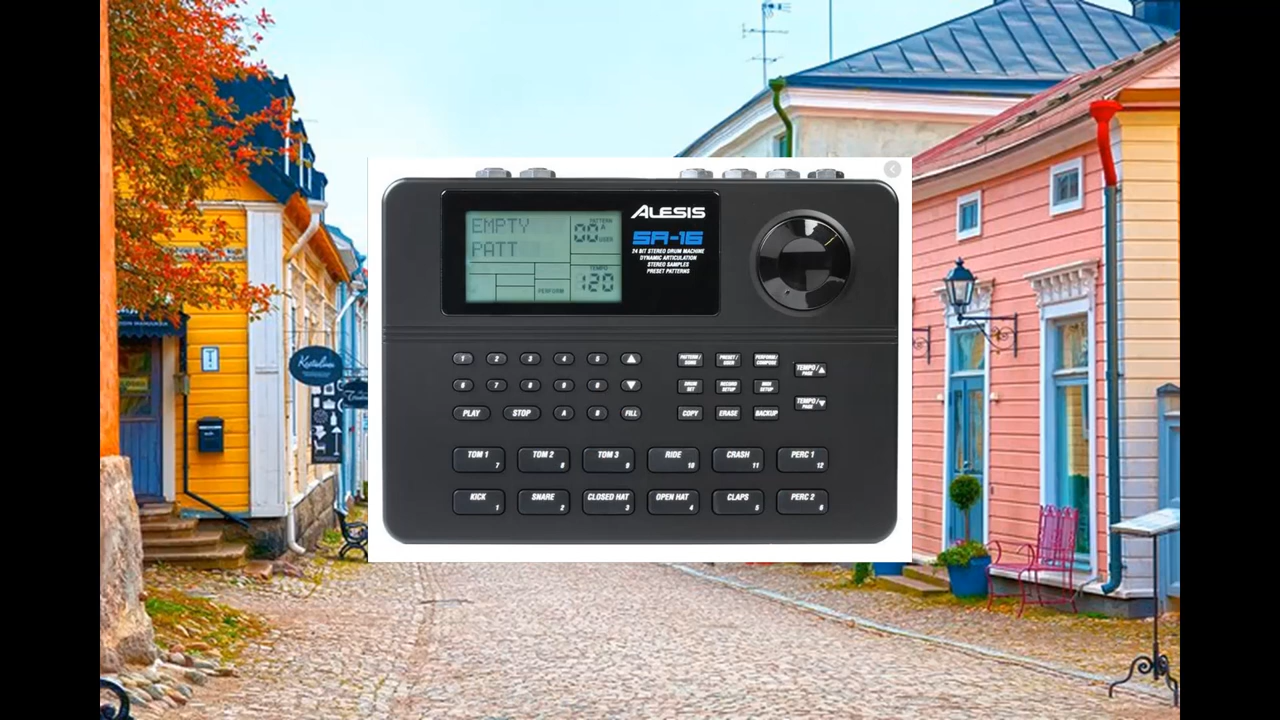 EMPTY
PATT
PATTERN
00 A
USER
TEMPO
120
PERFORM
ALESIS
SR-16
24 BIT STEREO DRUM MACHINE
DYNAMIC ARTICULATION
STEREO SAMPLES
PRESET PATTERNS
1 2 3 4 5
6 7 8 9 0
PLAY STOP A B FILL
PATTERN/ SONG
PRESET/ USER
PERFORM/ COMPOSE
TEMPO/ PAGE
DRUM SET
RECORD SETUP
MIDI SETUP
TEMPO/ PAGE
COPY ERASE BACKUP
TOM 1 7
TOM 2 8
TOM 3 9
RIDE 10
CRASH 11
PERC 1 12
KICK 1
SNARE 2
CLOSED HAT 3
OPEN HAT 4
CLAPS 5
PERC 2 6